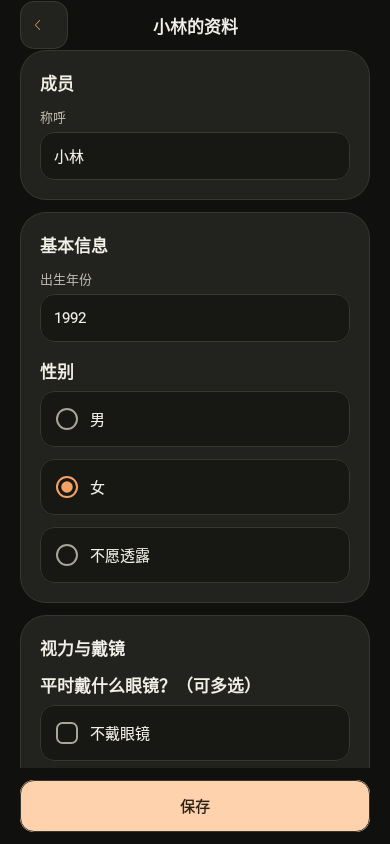 小林的资料
成员
称呼
小林
基本信息
出生年份
1992
性别
男
女
不愿透露
视力与戴镜
平时戴什么眼镜？（可多选）
不戴眼镜
保存